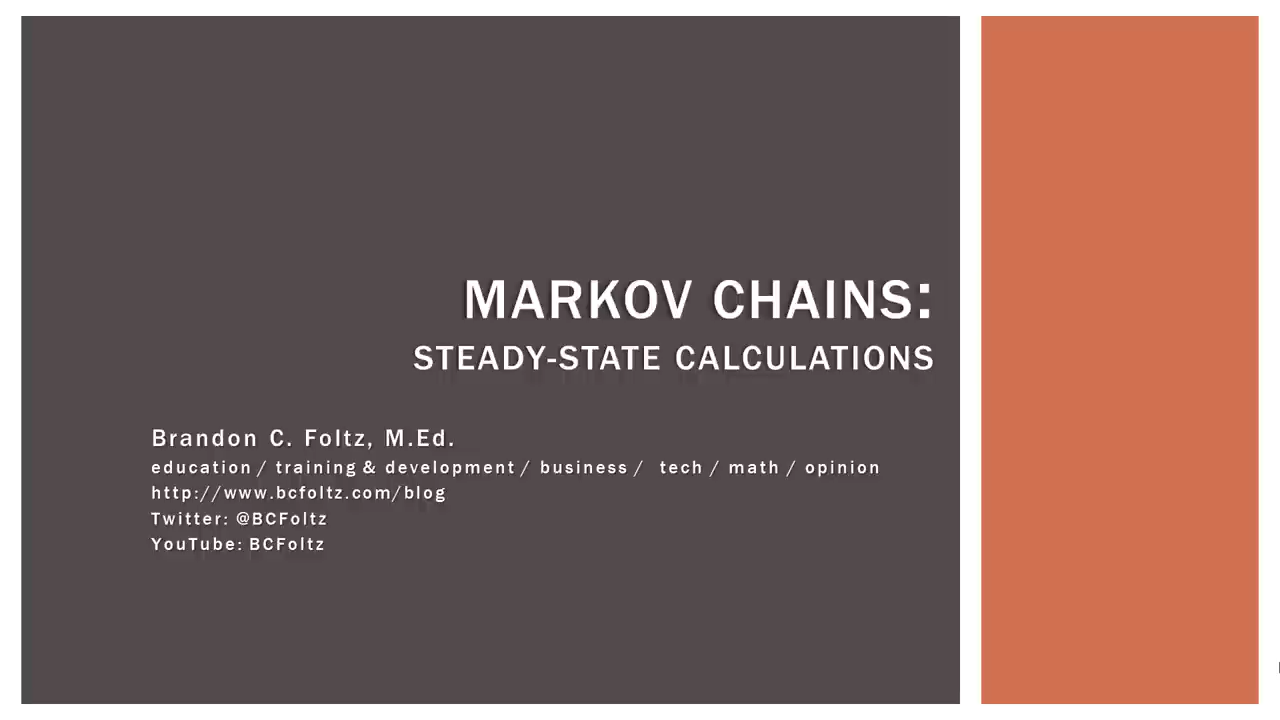 MARKOV CHAINS:
STEADY-STATE CALCULATIONS
Brandon C. Foltz, M.Ed.
education / training & development / business / tech / math / opinion
http://www.bcfoltz.com/blog
Twitter: @BCFoltz
YouTube: BCFoltz